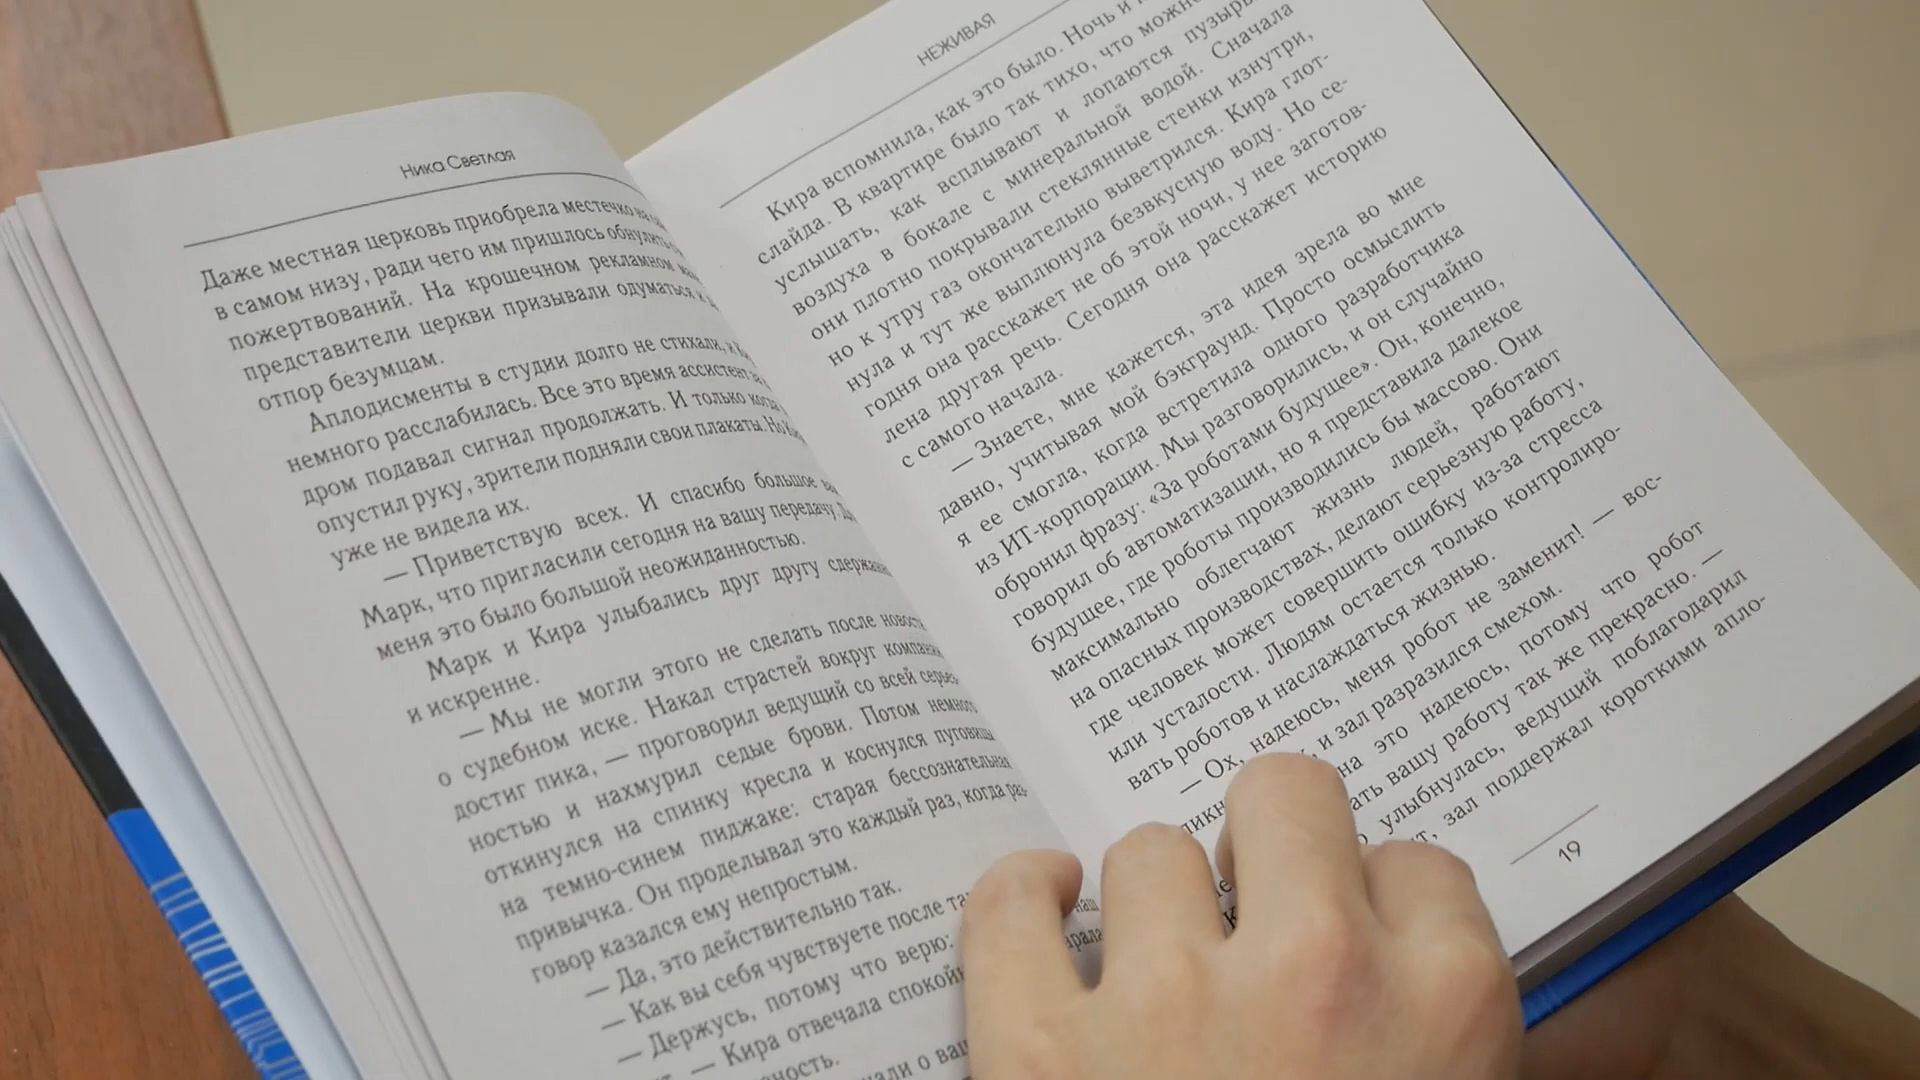 Ника Светлая
Даже местная церковь приобрела местечко на
в самом низу, ради чего им пришлось обнулить
пожертвований. На крошечном рекламном
представители церкви призывали одуматься и
отпор безумцам.
Аплодисменты в студии долго не стихали,
немного расслабилась. Все это время ассистент
дром подавал сигнал продолжать. И только когда
опустил руку, зрители подняли свои плакаты. Но
уже не видела их.
— Приветствую всех. И спасибо большое
Марк, что пригласили сегодня на вашу передачу.
меня это было большой неожиданностью.
Марк и Кира улыбались друг другу сдержанно
и искренне.
— Мы не могли этого не сделать после
о судебном иске. Накал страстей вокруг
достиг пика, — проговорил ведущий со всей
ностью и нахмурил седые брови. Потом немного
откинулся на спинку кресла и коснулся пуговицы
на темно-синем пиджаке: старая бессознательная
привычка. Он проделывал это каждый раз, когда раз-
говор казался ему непростым.
— Да, это действительно так.
— Как вы себя чувствуете после
— Держусь, потому что верю:
— Кира отвечала
НЕЖИВАЯ
Кира вспомнила, как это было. Ночь и
слайда. В квартире было так тихо, что можно
услышать, как всплывают и лопаются пузырь
воздуха в бокале с минеральной водой. Сначала
они плотно покрывали стеклянные стенки изнутри,
но к утру газ окончательно выветрился. Кира глот-
нула и тут же выплюнула безвкусную воду. Но се-
годня она расскажет не об этой ночи, у нее заготов-
лена другая речь. Сегодня она расскажет историю
с самого начала.
— Знаете, мне кажется, эта идея зрела во мне
давно, учитывая мой бэкграунд. Просто осмыслить
я ее смогла, когда встретила одного разработчика
из ИТ-корпорации. Мы разговорились, и он случайно
обронил фразу: «За роботами будущее». Он, конечно,
говорил об автоматизации, но я представила далекое
будущее, где роботы производились бы массово. Они
максимально облегчают жизнь людей, работают
на опасных производствах, делают серьезную работу,
где человек может совершить ошибку из-за стресса
или усталости. Людям остается только контролиро-
вать роботов и наслаждаться жизнью.
— Ох, надеюсь, меня робот не заменит! — вос-
и зал разразился смехом.
на это надеюсь, потому что робот
вашу работу так же прекрасно. —
улыбнулась, ведущий поблагодарил
зал поддержал короткими апло-
19